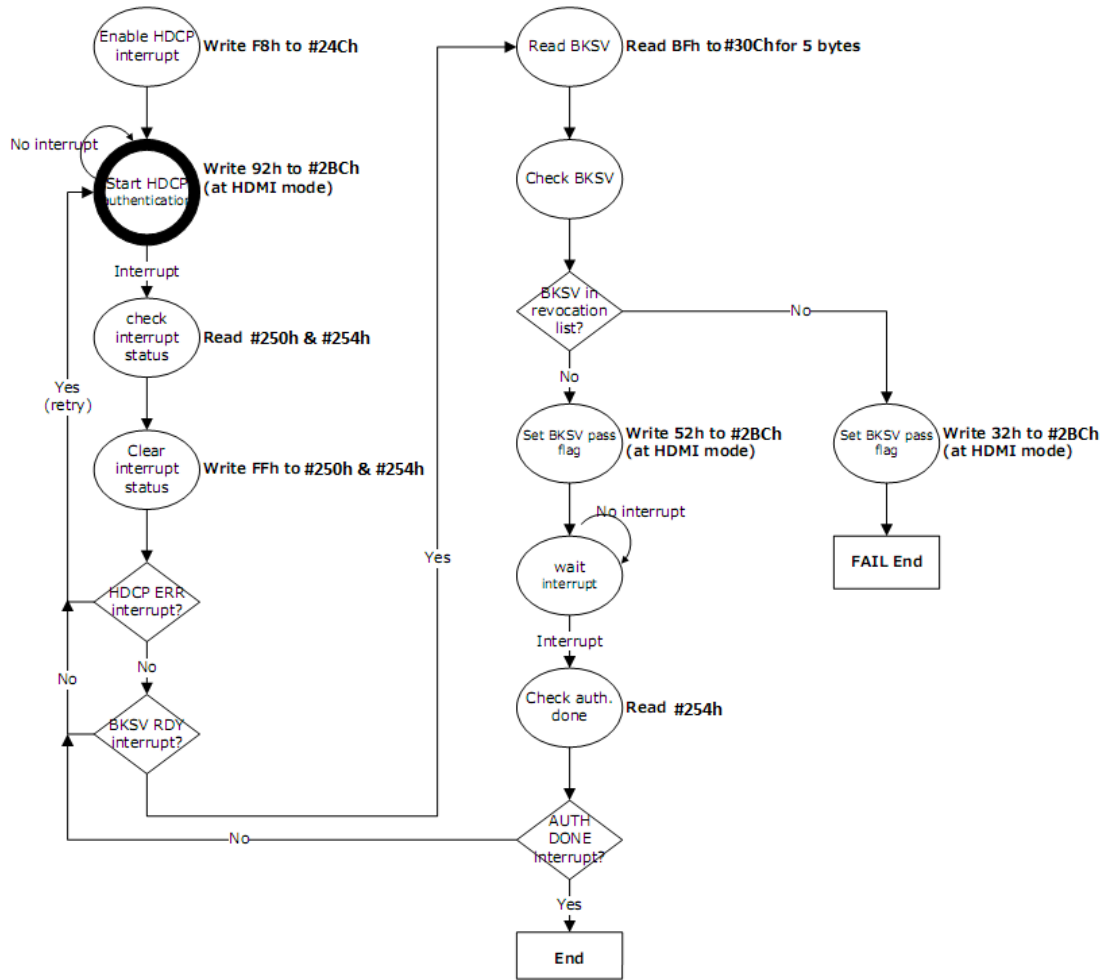 Enable HDCP
interrupt
Write F8h to #24Ch
No interrupt
Start HDCP
authentication
Write 92h to #2BCh
(at HDMI mode)
Interrupt
check
interrupt
status
Read #250h & #254h
Yes
(retry)
Clear
interrupt
status
Write FFh to #250h & #254h
HDCP ERR
interrupt?
No
No
BKSV RDY
interrupt?
Yes
Read BKSV
Read BFh to #30Ch for 5 bytes
Check BKSV
BKSV in
revocation
list?
No
No
Set BKSV pass
flag
Write 52h to #2BCh
(at HDMI mode)
Set BKSV pass
flag
Write 32h to #2BCh
(at HDMI mode)
No interrupt
wait
interrupt
FAIL End
Interrupt
Check auth.
done
Read #254h
AUTH
DONE
Interrupt?
No
Yes
End